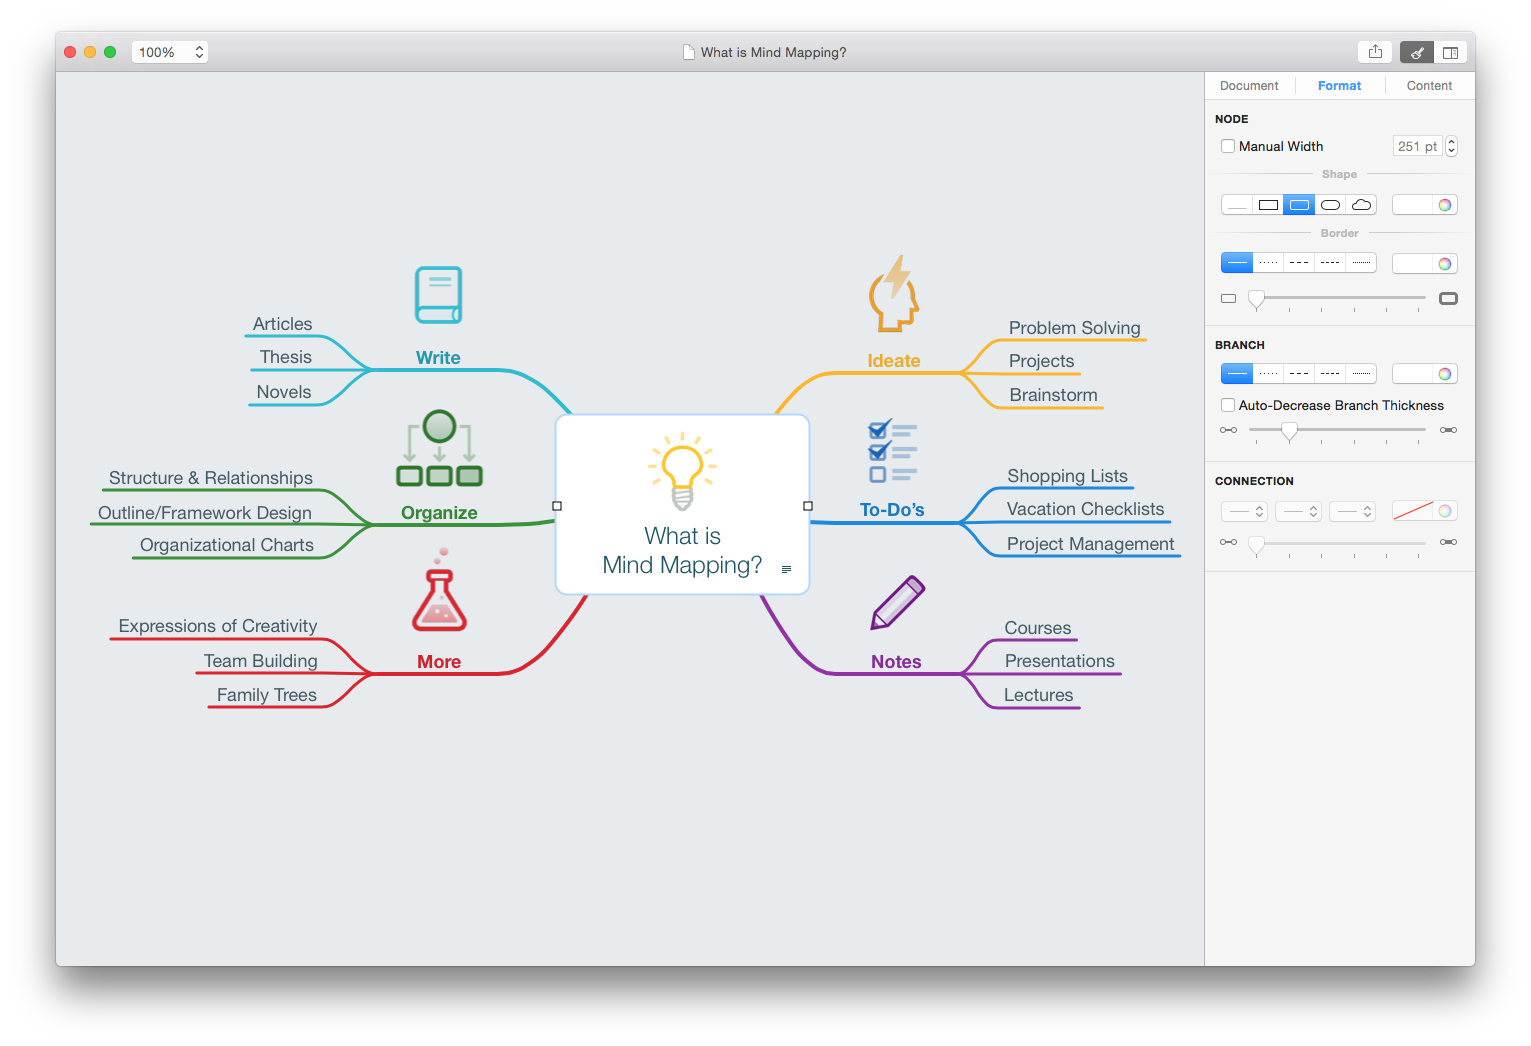 100%
What is Mind Mapping?
Document
Format
Content
NODE
Manual Width
251 pt
Shape
Border
BRANCH
Auto-Decrease Branch Thickness
CONNECTION
Write
Articles
Thesis
Novels
Organize
Structure & Relationships
Outline/Framework Design
Organizational Charts
More
Expressions of Creativity
Team Building
Family Trees
What is
Mind Mapping?
Ideate
Problem Solving
Projects
Brainstorm
To-Do’s
Shopping Lists
Vacation Checklists
Project Management
Notes
Courses
Presentations
Lectures